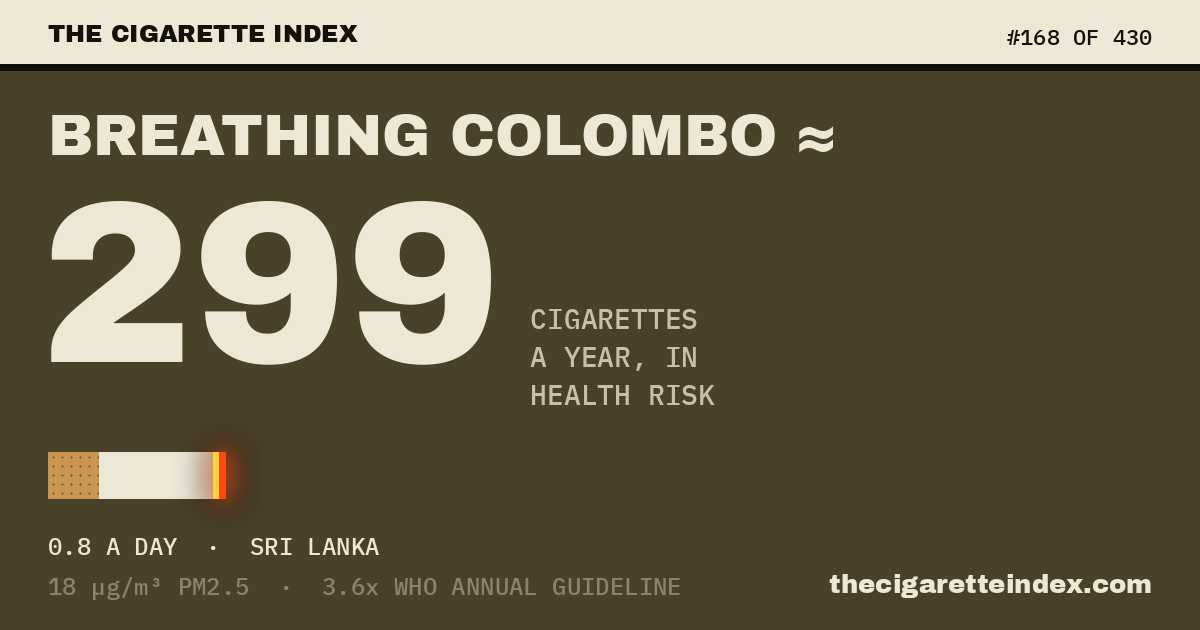 THE CIGARETTE INDEX
#168 OF 430
BREATHING COLOMBO ≈
299
CIGARETTES
A YEAR, IN
HEALTH RISK
0.8 A DAY · SRI LANKA
18 µg/m³ PM2.5 · 3.6x WHO ANNUAL GUIDELINE
thecigaretteindex.com